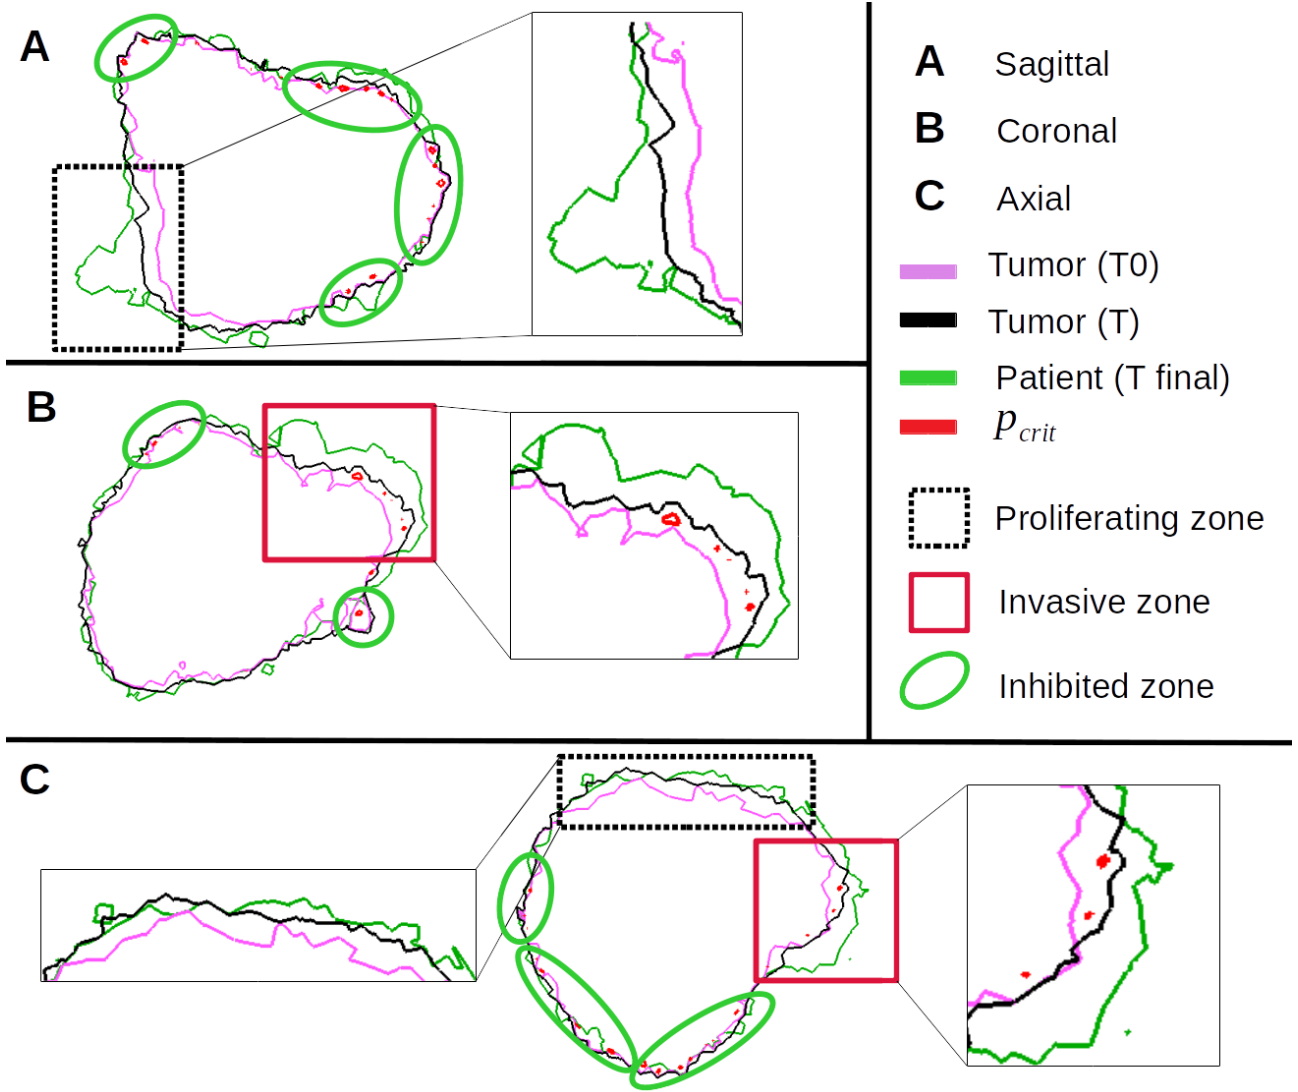 A
A Sagittal
B Coronal
C Axial
Tumor (T0)
Tumor (T)
Patient (T final)
p_crit
Proliferating zone
Invasive zone
Inhibited zone
B
C